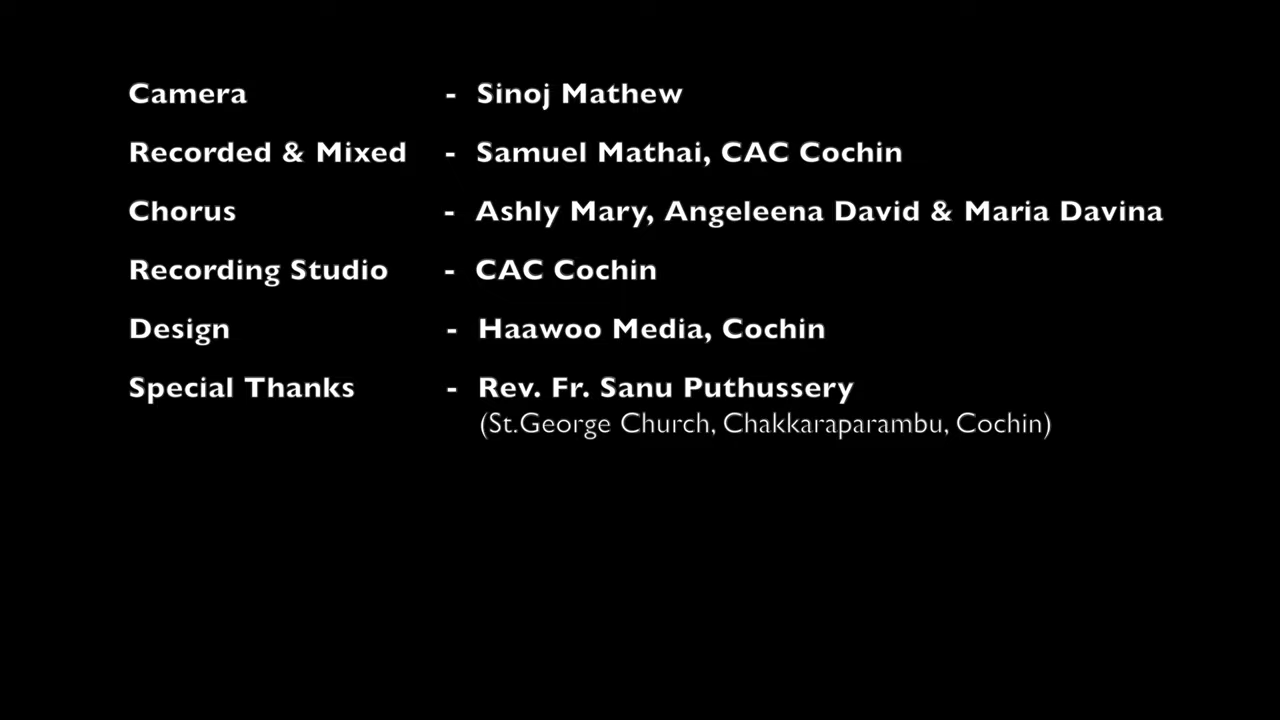 Camera - Sinoj Mathew
Recorded & Mixed - Samuel Mathai, CAC Cochin
Chorus - Ashly Mary, Angeleena David & Maria Davina
Recording Studio - CAC Cochin
Design - Haawoo Media, Cochin
Special Thanks - Rev. Fr. Sanu Puthussery
(St.George Church, Chakkaraparambu, Cochin)